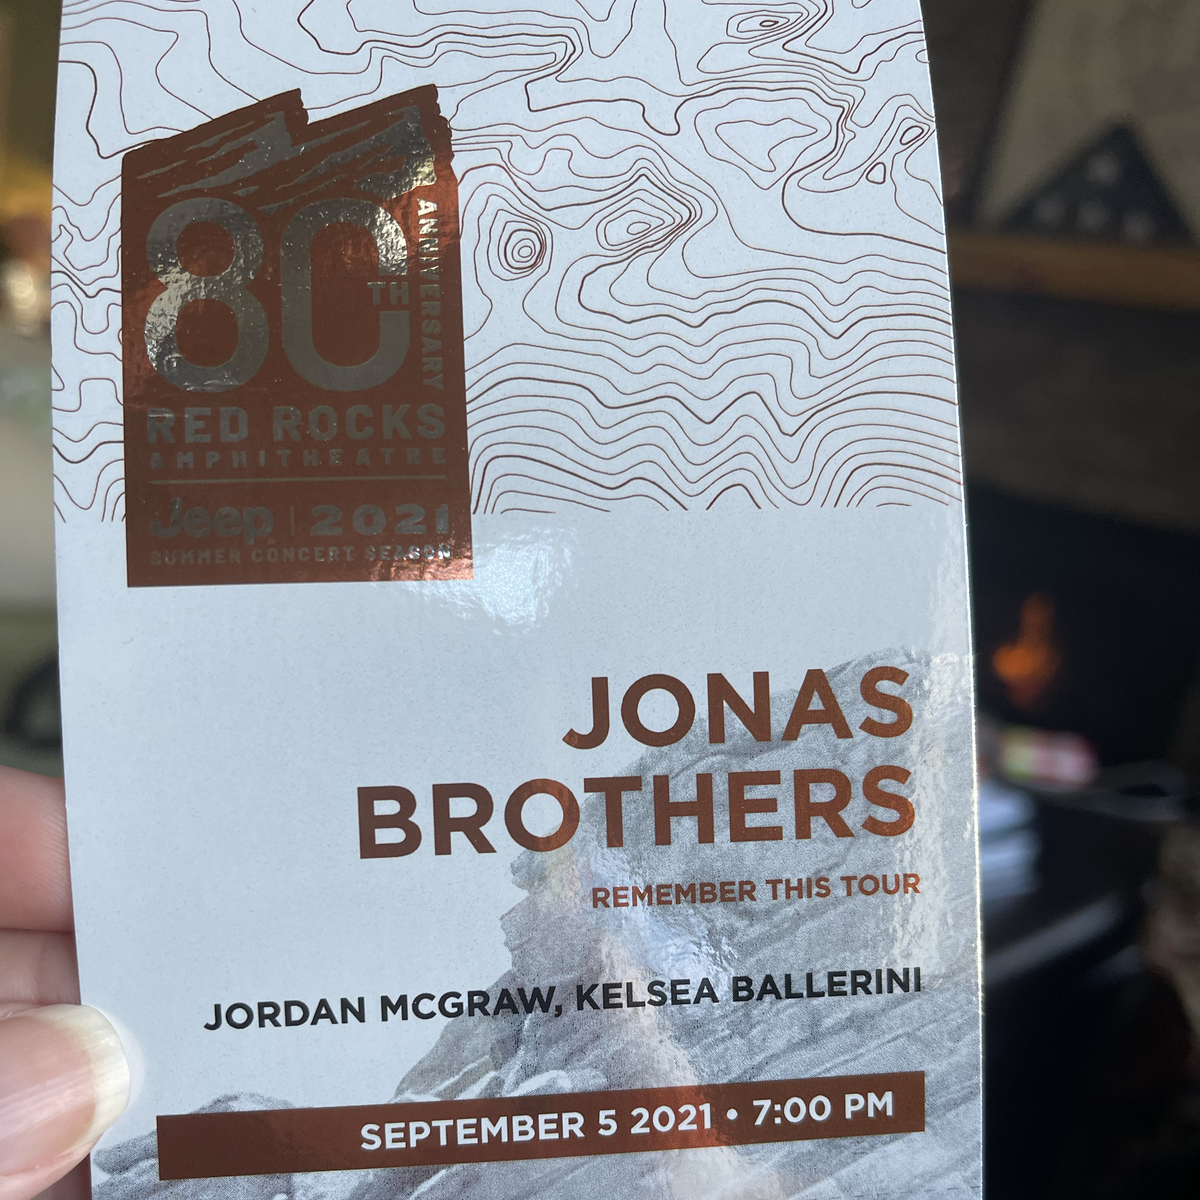 80TH
ANNIVERSARY
RED ROCKS
AMPHITHEATRE
Jeep | 2021
SUMMER CONCERT SEASON
JONAS
BROTHERS
REMEMBER THIS TOUR
JORDAN MCGRAW, KELSEA BALLERINI
SEPTEMBER 5 2021 • 7:00 PM